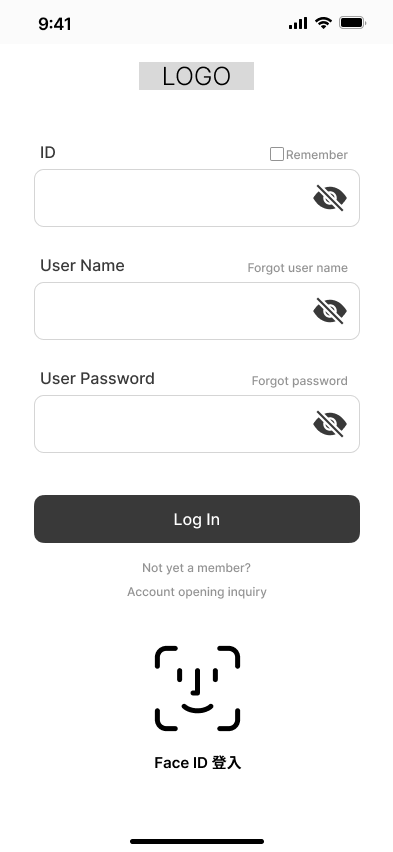 9:41
LOGO
ID
Remember
User Name
Forgot user name
User Password
Forgot password
Log In
Not yet a member?
Account opening inquiry
Face ID 登入